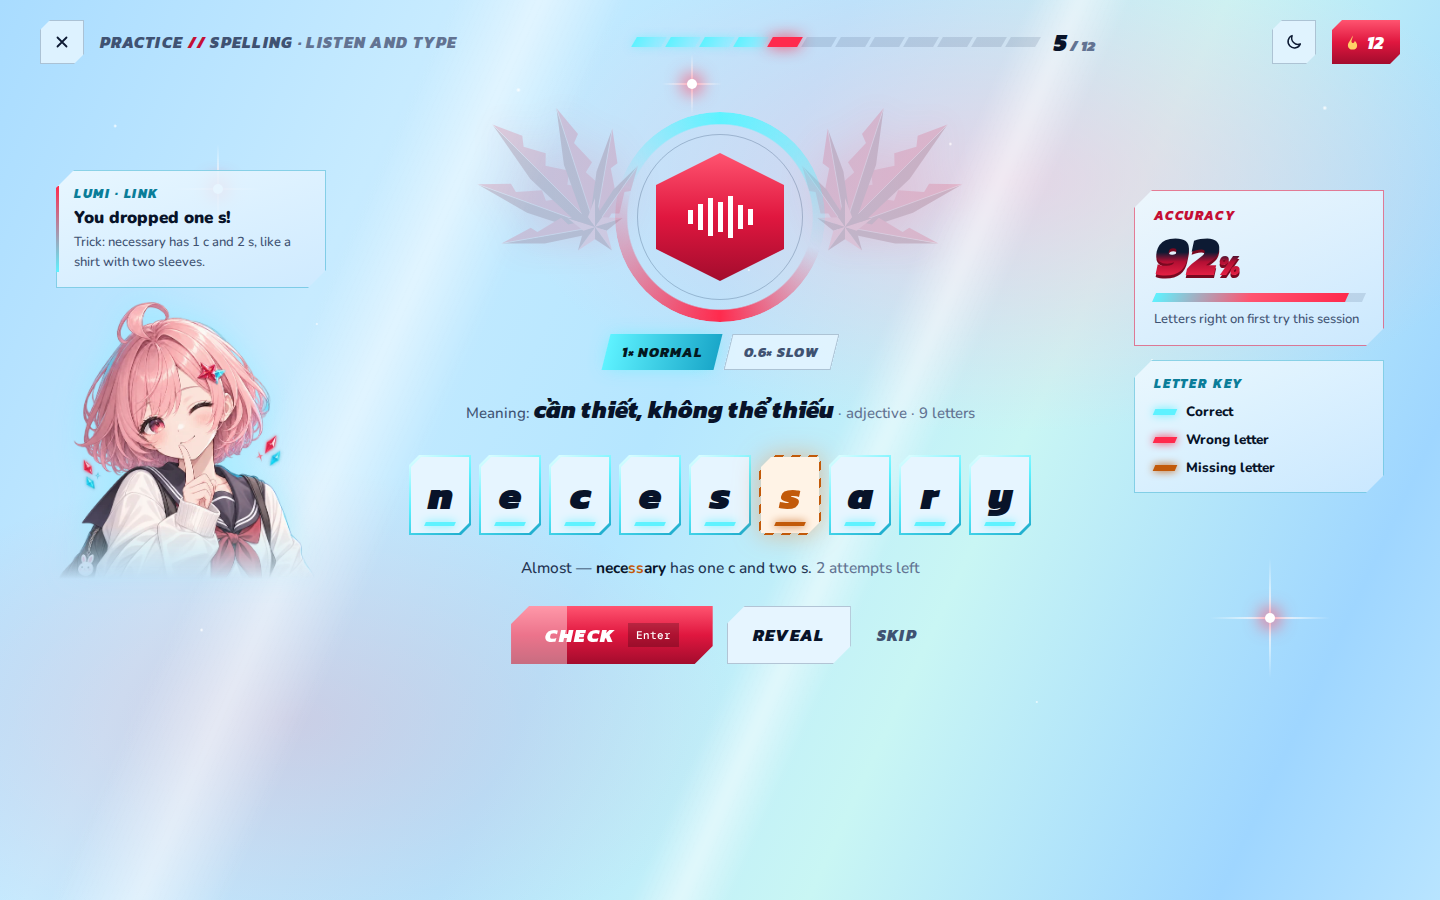 PRACTICE // SPELLING · LISTEN AND TYPE
5 / 12
12
LUMI · LINK
You dropped one s!
Trick: necessary has 1 c and 2 s, like a
shirt with two sleeves.
ACCURACY
92%
Letters right on first try this session
1× NORMAL
0.6× SLOW
LETTER KEY
Correct
Wrong letter
Missing letter
Meaning: cần thiết, không thể thiếu · adjective · 9 letters
n e c e s s a r y
Almost — necessary has one c and two s. 2 attempts left
CHECK Enter
REVEAL
SKIP